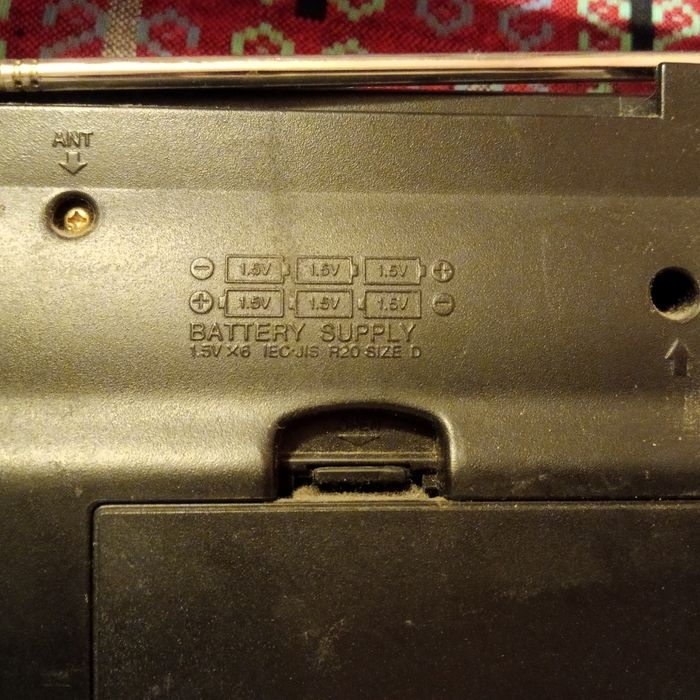 ANT
⊖ 1.5V 1.5V 1.5V ⊕
⊕ 1.5V 1.5V 1.5V ⊖
BATTERY SUPPLY
1.5V ×6 IEC·JIS R20 SIZE D